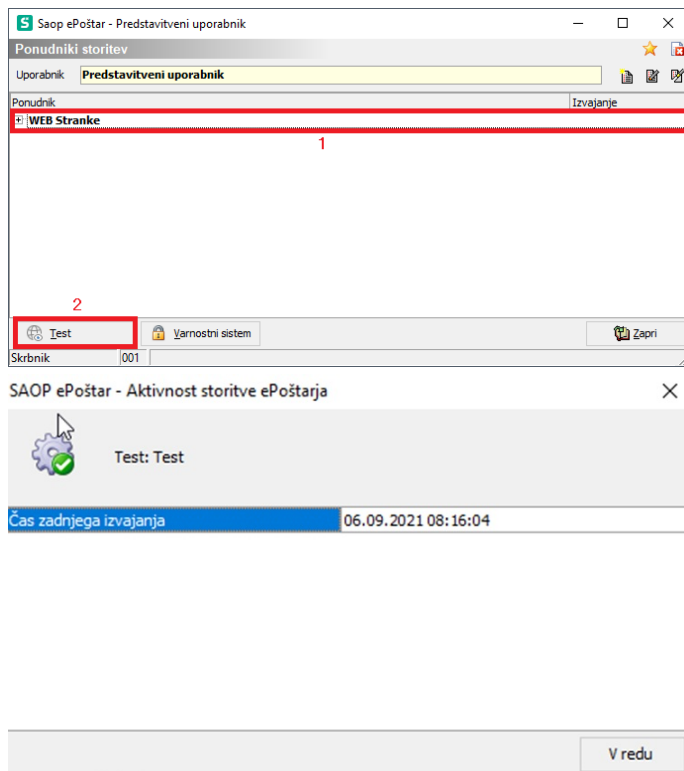 S Saop ePoštar - Predstavitveni uporabnik
Ponudniki storitev
Uporabnik Predstavitveni uporabnik
Ponudnik Izvajanje
WEB Stranke
1
2
Test Varnostni sistem Zapri
Skrbnik 001
SAOP ePoštar - Aktivnost storitve ePoštarja
Test: Test
Čas zadnjega izvajanja 06.09.2021 08:16:04
V redu